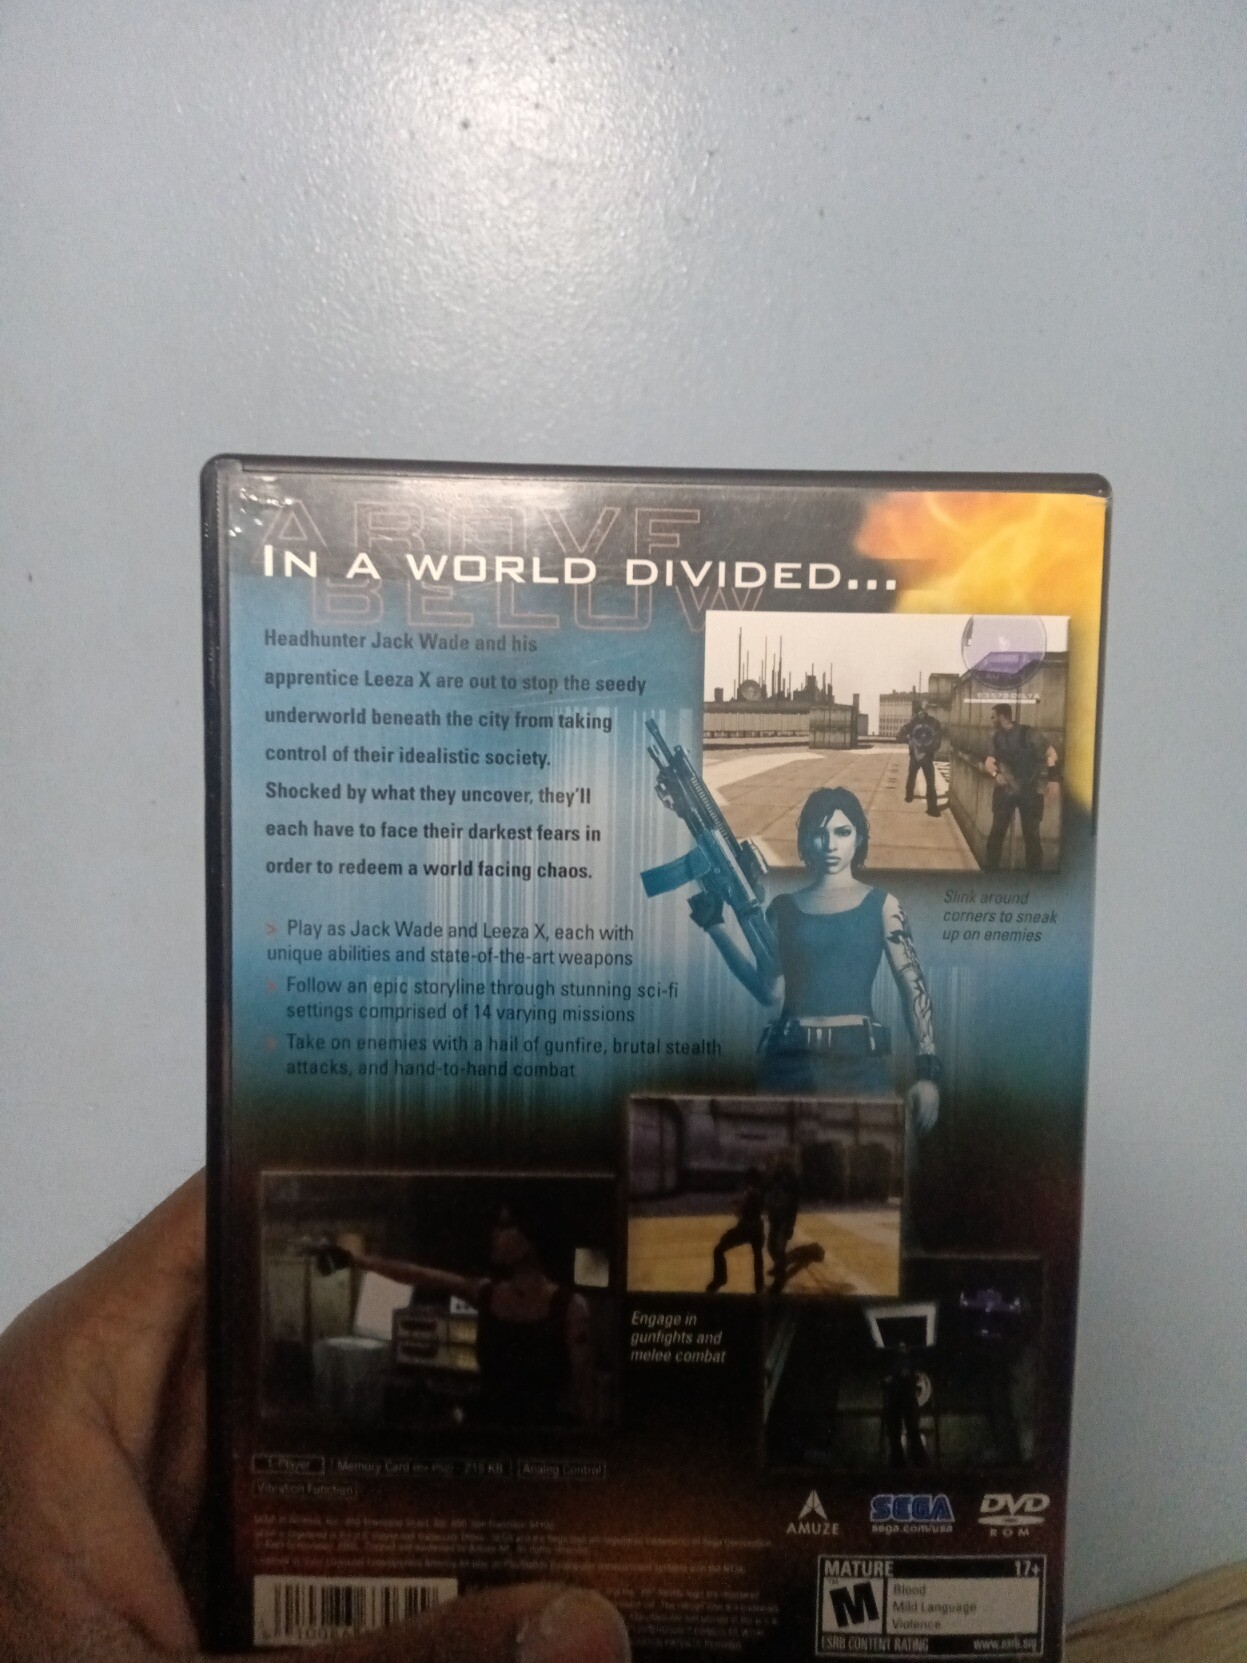 ABOVE
BELOW
IN A WORLD DIVIDED...
Headhunter Jack Wade and his
apprentice Leeza X are out to stop the seedy
underworld beneath the city from taking
control of their idealistic society.
Shocked by what they uncover, they'll
each have to face their darkest fears in
order to redeem a world facing chaos.
> Play as Jack Wade and Leeza X, each with
unique abilities and state-of-the-art weapons
> Follow an epic storyline through stunning sci-fi
settings comprised of 14 varying missions
> Take on enemies with a hail of gunfire, brutal stealth
attacks, and hand-to-hand combat
Slink around
corners to sneak
up on enemies
Engage in
gunfights and
melee combat
1-Player
Memory Card
KB
Analog Control
Vibration Function
AMUZE
SEGA
sega.com/usa
DVD
ROM
MATURE 17+
M
Blood
Mild Language
Violence
ESRB CONTENT RATING www.esrb.org